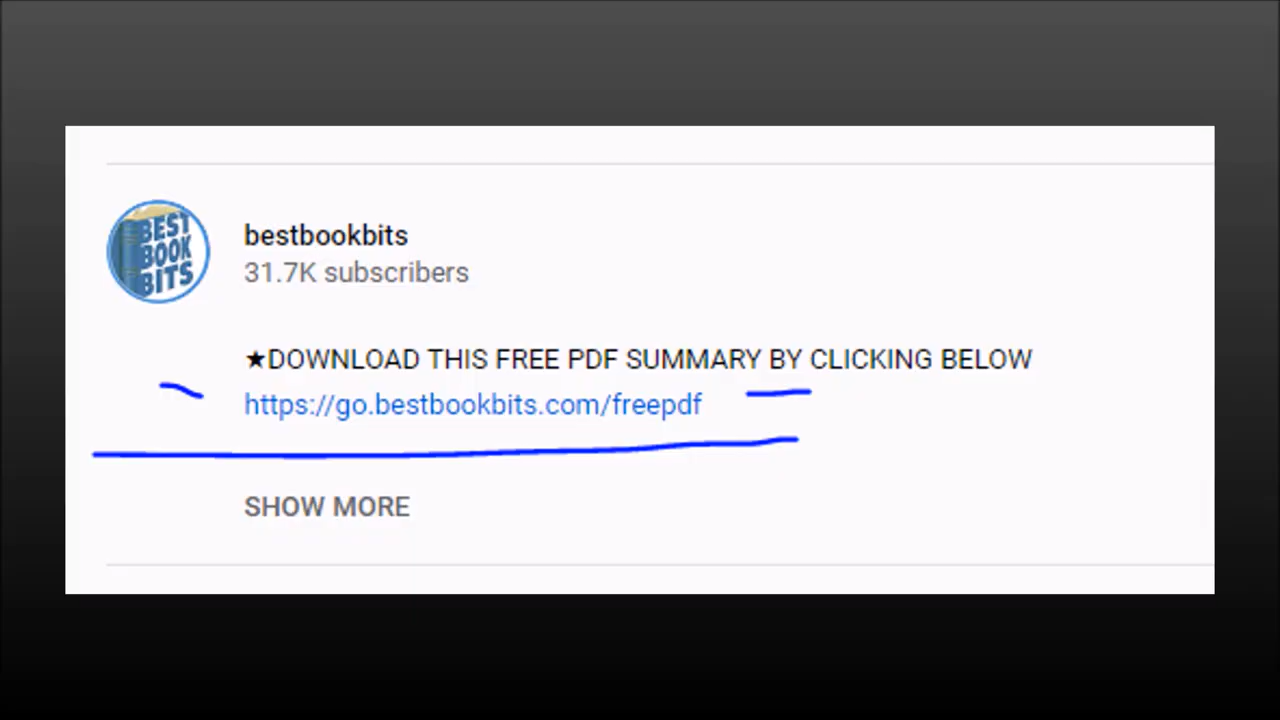 BEST
BOOK
BITS
bestbookbits
31.7K subscribers
★DOWNLOAD THIS FREE PDF SUMMARY BY CLICKING BELOW
https://go.bestbookbits.com/freepdf
SHOW MORE